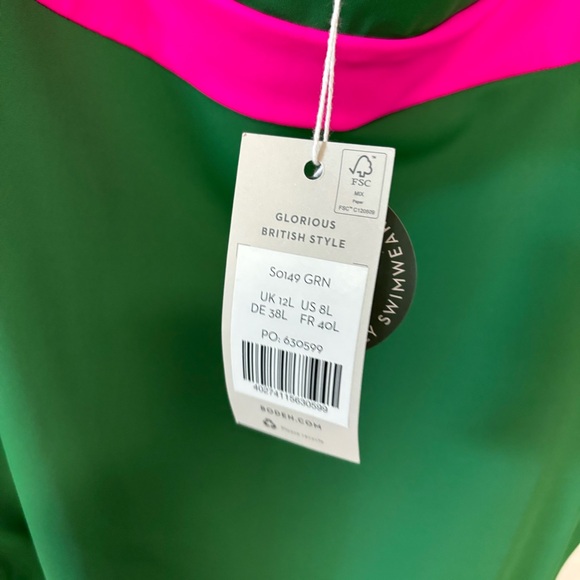 FSC
MIX
Paper
GLORIOUS
BRITISH STYLE
S0149 GRN
UK 12L US 8L
DE 38L FR 40L
PO: 630599
40274115630599
BODEN.COM
SWIMWEAR